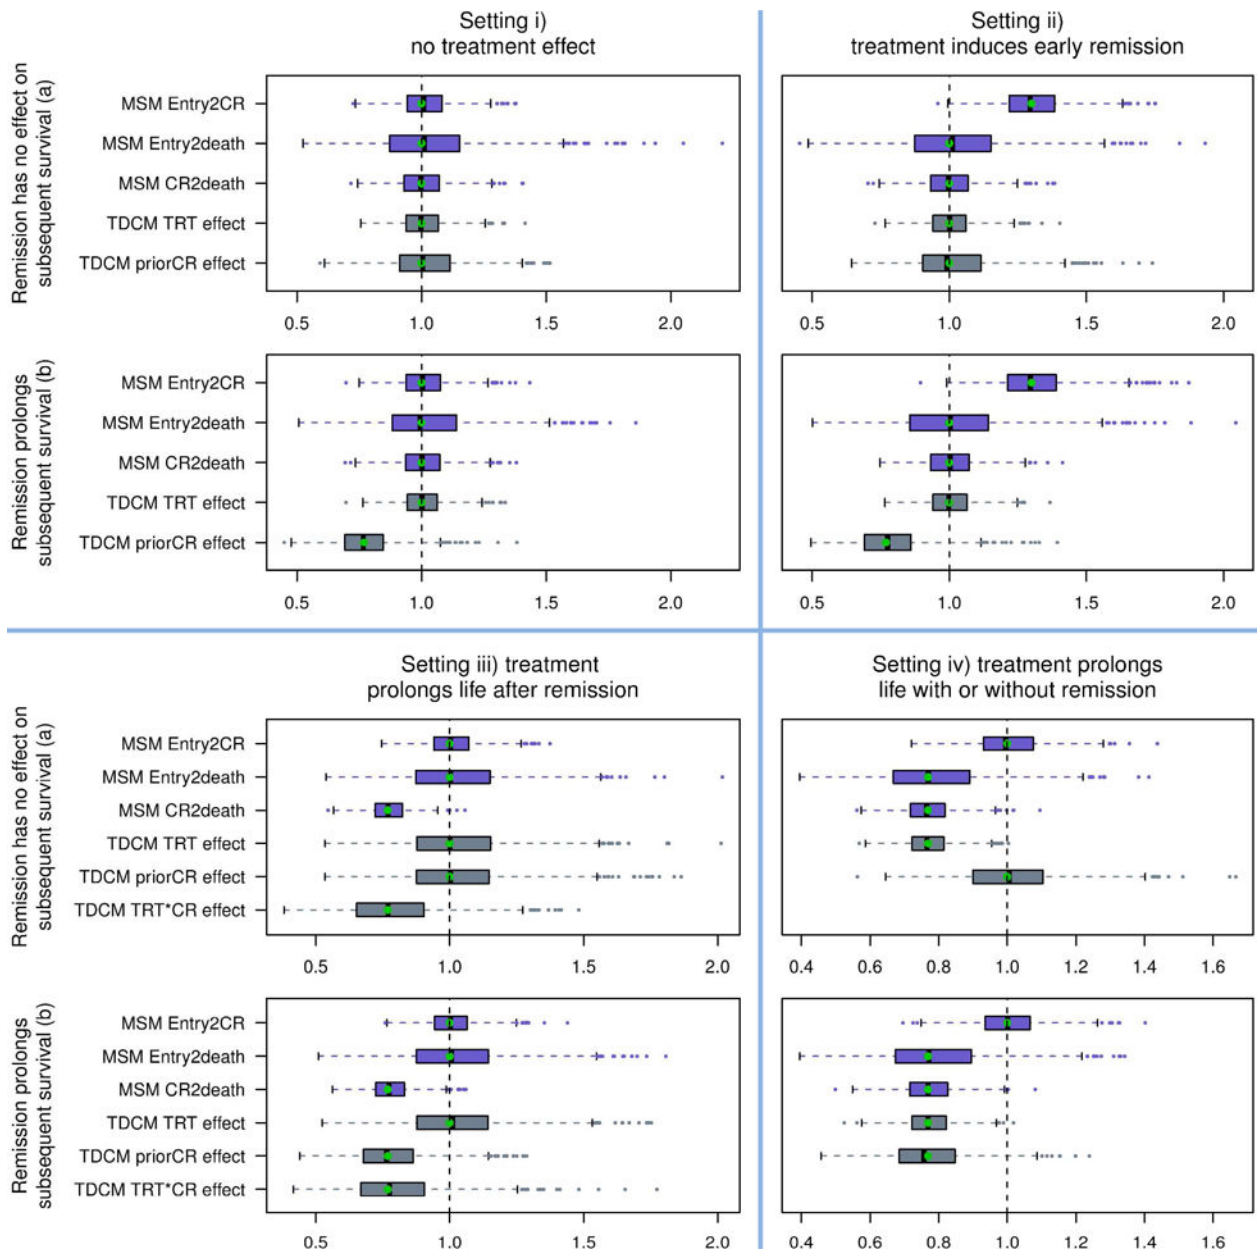 Setting i)
no treatment effect
Remission has no effect on
subsequent survival (a)
MSM Entry2CR
MSM Entry2death
MSM CR2death
TDCM TRT effect
TDCM priorCR effect
0.5 1.0 1.5 2.0
Remission prolongs
subsequent survival (b)
MSM Entry2CR
MSM Entry2death
MSM CR2death
TDCM TRT effect
TDCM priorCR effect
0.5 1.0 1.5 2.0
Setting ii)
treatment induces early remission
0.5 1.0 1.5 2.0
0.5 1.0 1.5 2.0
Setting iii) treatment
prolongs life after remission
Remission has no effect on
subsequent survival (a)
MSM Entry2CR
MSM Entry2death
MSM CR2death
TDCM TRT effect
TDCM priorCR effect
TDCM TRT*CR effect
0.5 1.0 1.5 2.0
Remission prolongs
subsequent survival (b)
MSM Entry2CR
MSM Entry2death
MSM CR2death
TDCM TRT effect
TDCM priorCR effect
TDCM TRT*CR effect
0.5 1.0 1.5 2.0
Setting iv) treatment prolongs
life with or without remission
0.4 0.6 0.8 1.0 1.2 1.4 1.6
0.4 0.6 0.8 1.0 1.2 1.4 1.6